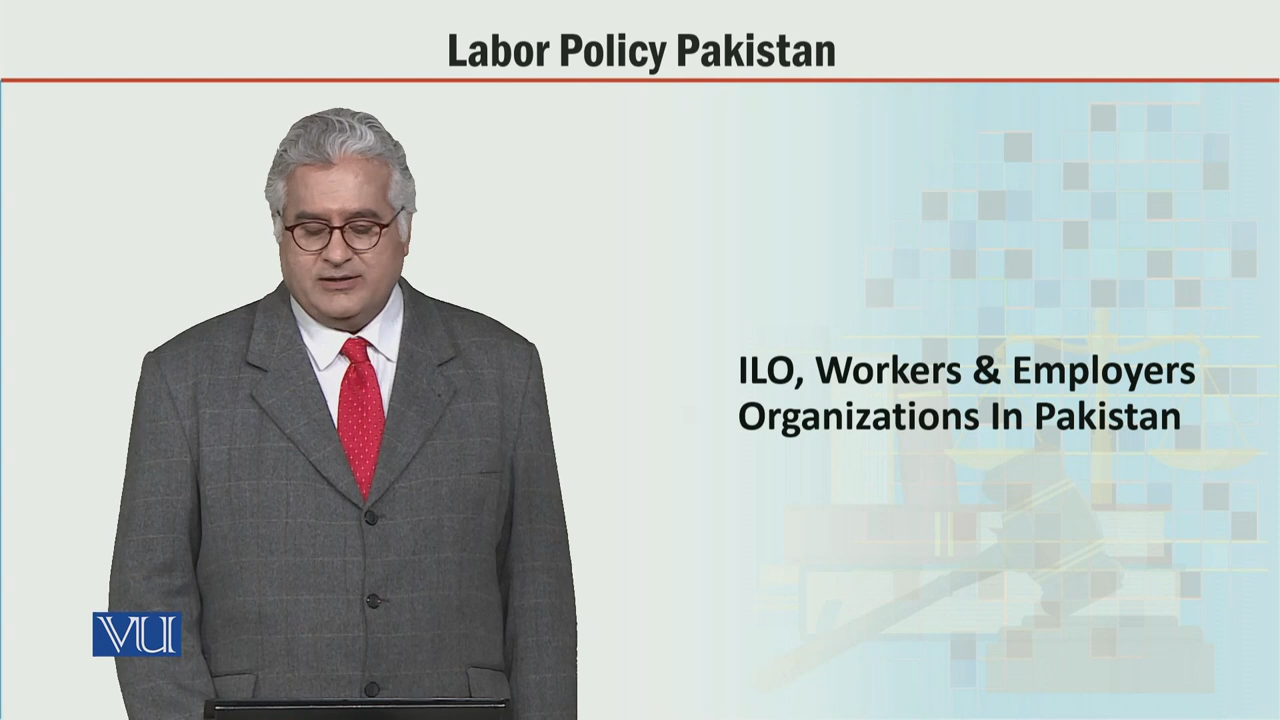 Labor Policy Pakistan
ILO, Workers & Employers
Organizations In Pakistan
VU